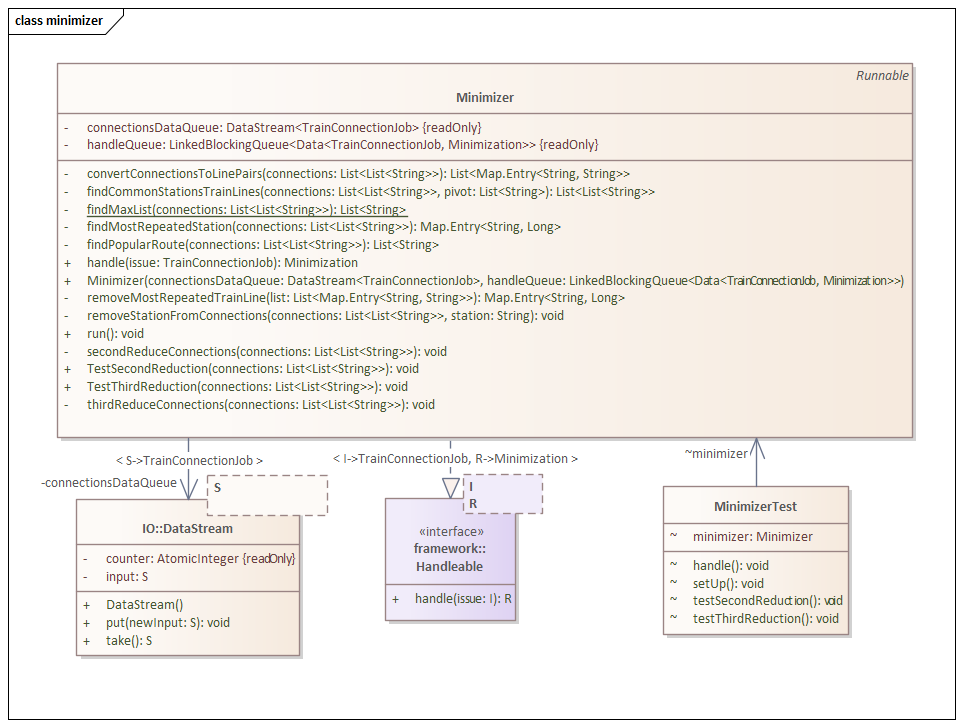 class minimizer
Runnable
Minimizer
- connectionsDataQueue: DataStream<TrainConnectionJob> {readOnly}
- handleQueue: LinkedBlockingQueue<Data<TrainConnectionJob, Minimization>> {readOnly}
- convertConnectionsToLinePairs(connections: List<List<String>>): List<Map.Entry<String, String>>
- findCommonStationsTrainLines(connections: List<List<String>>, pivot: List<String>): List<List<String>>
- findMaxList(connections: List<List<String>>): List<String>
- findMostRepeatedStation(connections: List<List<String>>): Map.Entry<String, Long>
- findPopularRoute(connections: List<List<String>>): List<String>
+ handle(issue: TrainConnectionJob): Minimization
+ Minimizer(connectionsDataQueue: DataStream<TrainConnectionJob>, handleQueue: LinkedBlockingQueue<Data<TrainConnectionJob, Minimization>>)
- removeMostRepeatedTrainLine(list: List<Map.Entry<String, String>>): Map.Entry<String, Long>
- removeStationFromConnections(connections: List<List<String>>, station: String): void
+ run(): void
- secondReduceConnections(connections: List<List<String>>): void
+ TestSecondReduction(connections: List<List<String>>): void
+ TestThirdReduction(connections: List<List<String>>): void
- thirdReduceConnections(connections: List<List<String>>): void
< S->TrainConnectionJob >
-connectionsDataQueue
S
IO::DataStream
- counter: AtomicInteger {readOnly}
- input: S
+ DataStream()
+ put(newInput: S): void
+ take(): S
< I->TrainConnectionJob, R->Minimization >
I
R
«interface»
framework::
Handleable
+ handle(issue: I): R
~minimizer
MinimizerTest
~ minimizer: Minimizer
~ handle(): void
~ setUp(): void
~ testSecondReduction(): void
~ testThirdReduction(): void